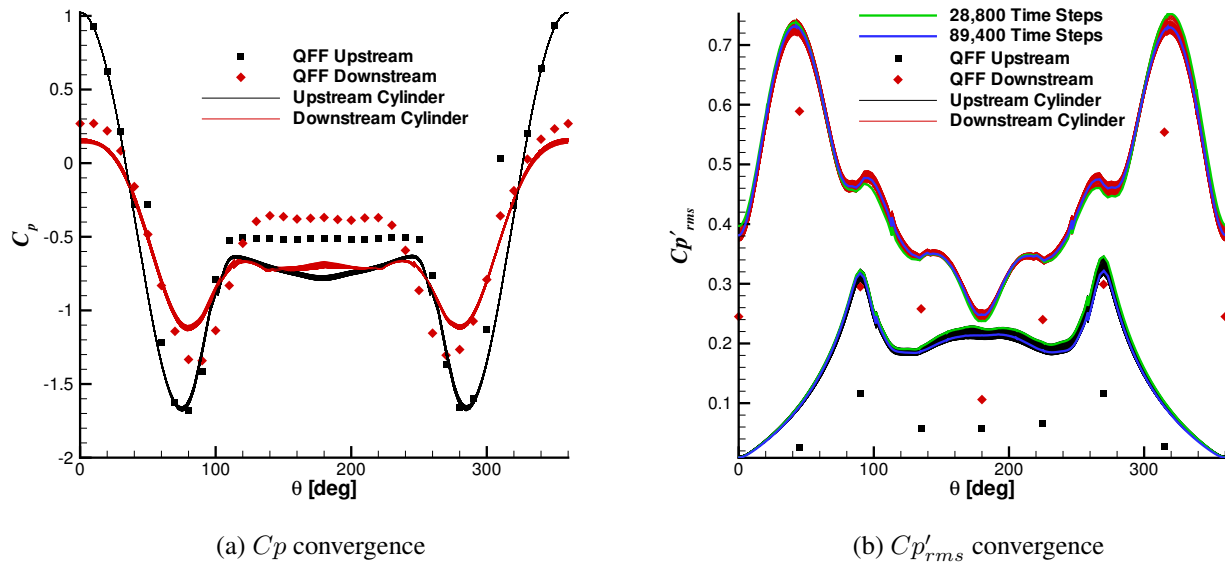 1
0.5
0
-0.5
-1
-1.5
-2
C_p
0
100
200
300
θ [deg]
QFF Upstream
QFF Downstream
Upstream Cylinder
Downstream Cylinder
(a) Cp convergence
0.7
0.6
0.5
0.4
0.3
0.2
0.1
Cp'_rms
0
100
200
300
θ [deg]
28,800 Time Steps
89,400 Time Steps
QFF Upstream
QFF Downstream
Upstream Cylinder
Downstream Cylinder
(b) Cp'_rms convergence